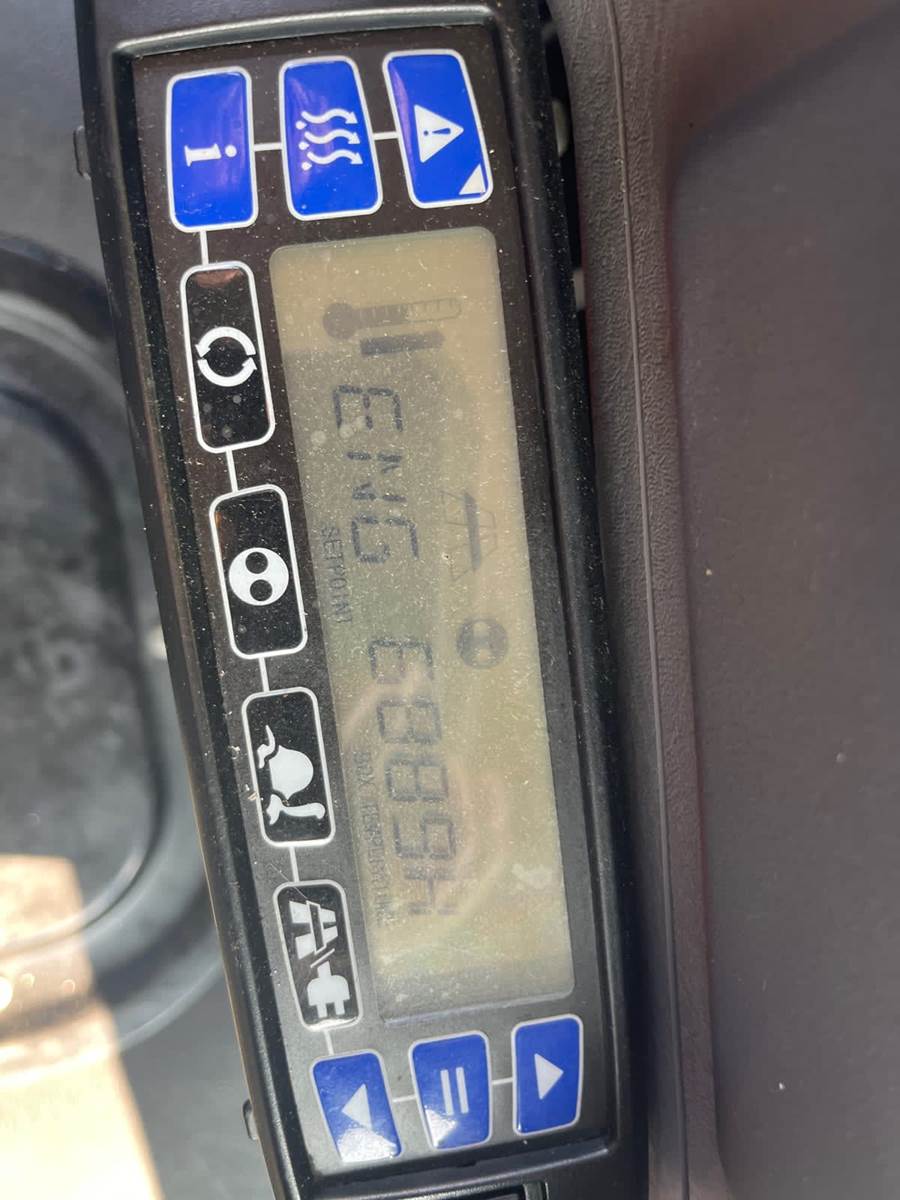 i
ENG
SETPOINT
BOX TEMPERATURE